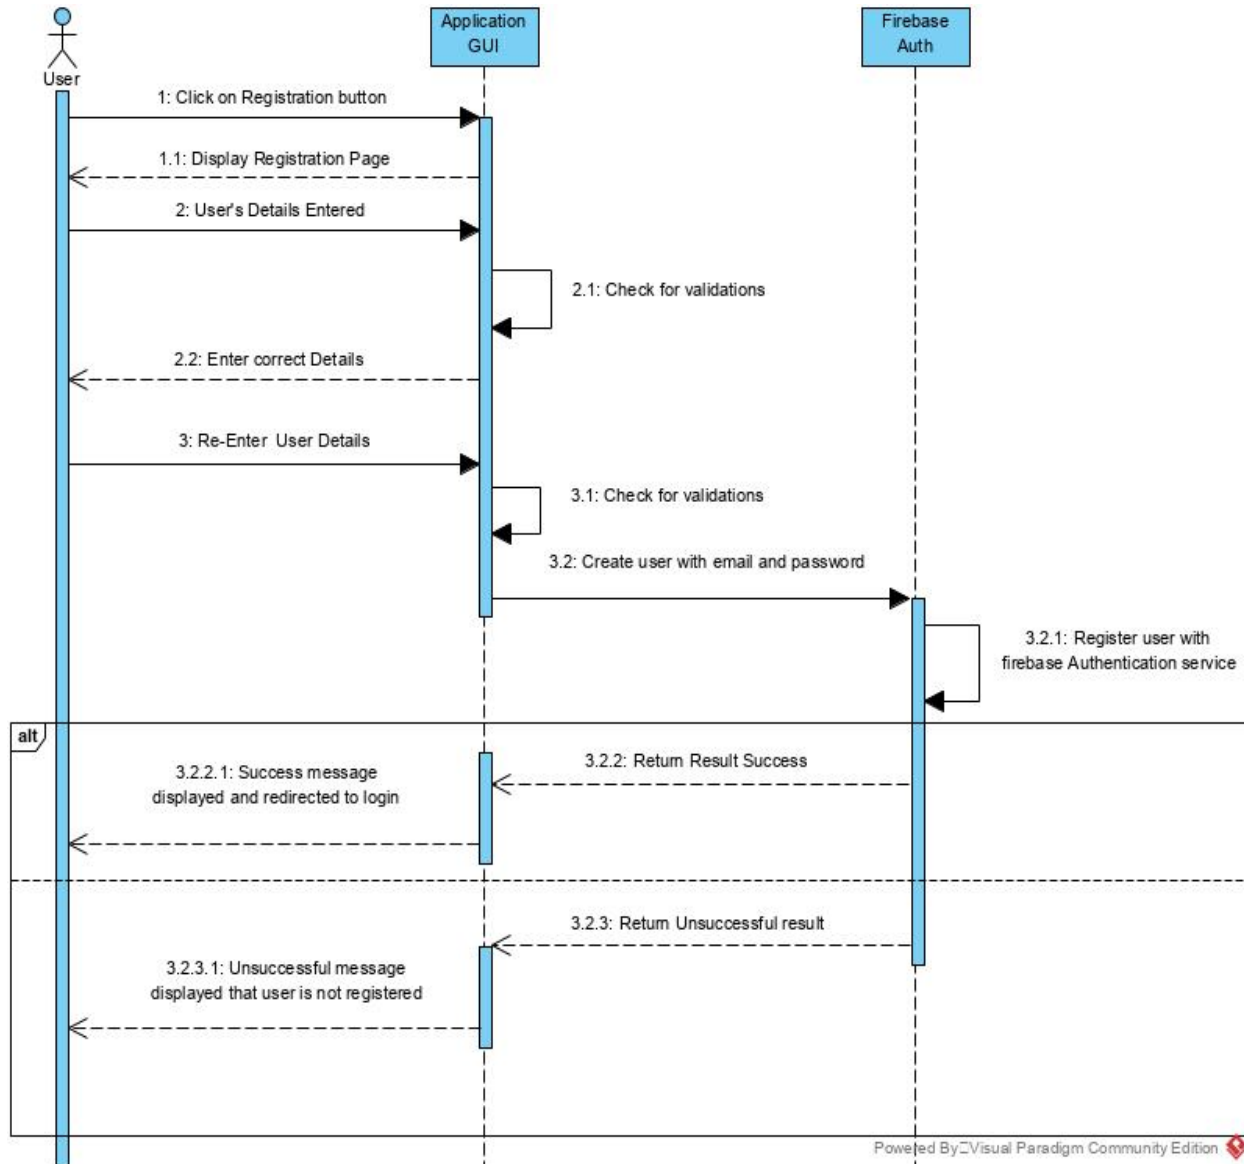 Application
GUI
Firebase
Auth
User
1: Click on Registration button
1.1: Display Registration Page
2: User's Details Entered
2.1: Check for validations
2.2: Enter correct Details
3: Re-Enter User Details
3.1: Check for validations
3.2: Create user with email and password
3.2.1: Register user with
firebase Authentication service
alt
3.2.2: Return Result Success
3.2.2.1: Success message
displayed and redirected to login
3.2.3: Return Unsuccessful result
3.2.3.1: Unsuccessful message
displayed that user is not registered
Powered By Visual Paradigm Community Edition